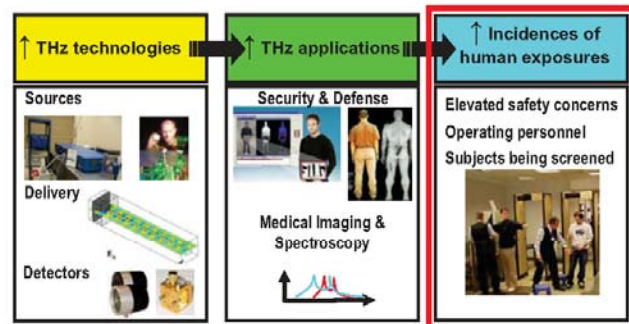 ↑ THz technologies
↑ THz applications
↑ Incidences of
human exposures
Sources
Delivery
Detectors
Security & Defense
Medical Imaging &
Spectroscopy
Elevated safety concerns
Operating personnel
Subjects being screened